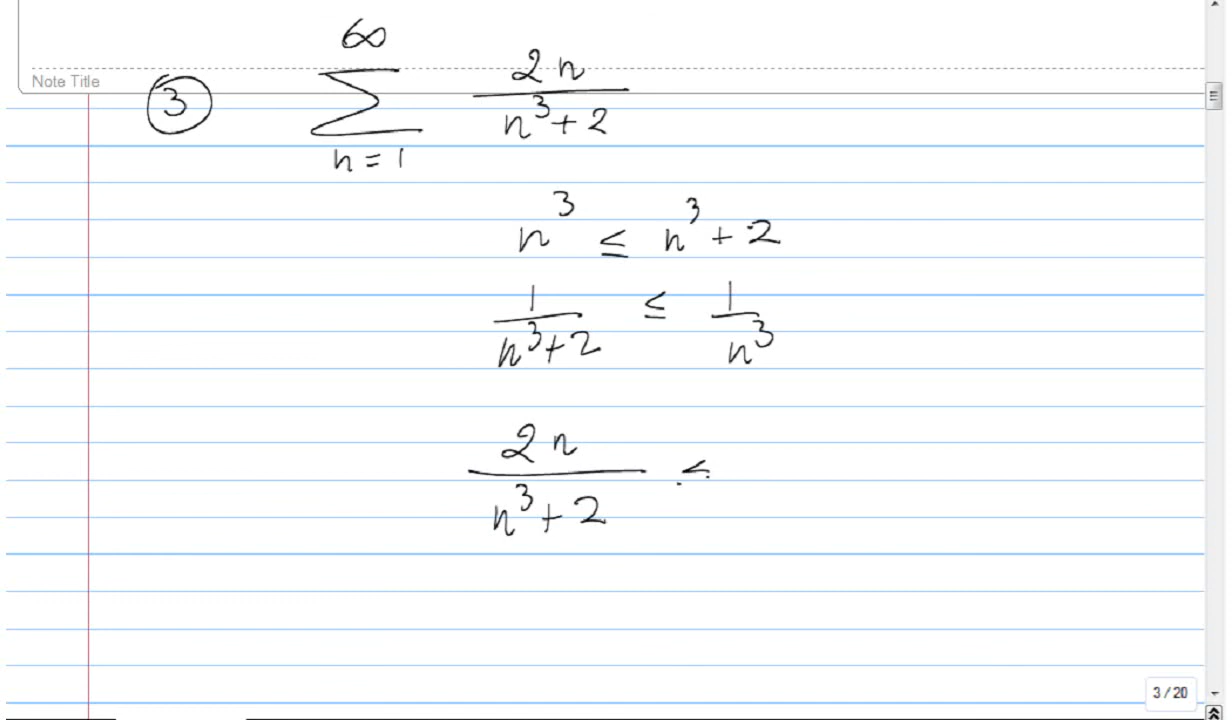 ∞
Note Title
③ ∑ 2n / (n³ + 2)
n = 1
n³ ≤ n³ + 2
1 / (n³ + 2) ≤ 1 / n³
2n / (n³ + 2) ≤
3 / 20